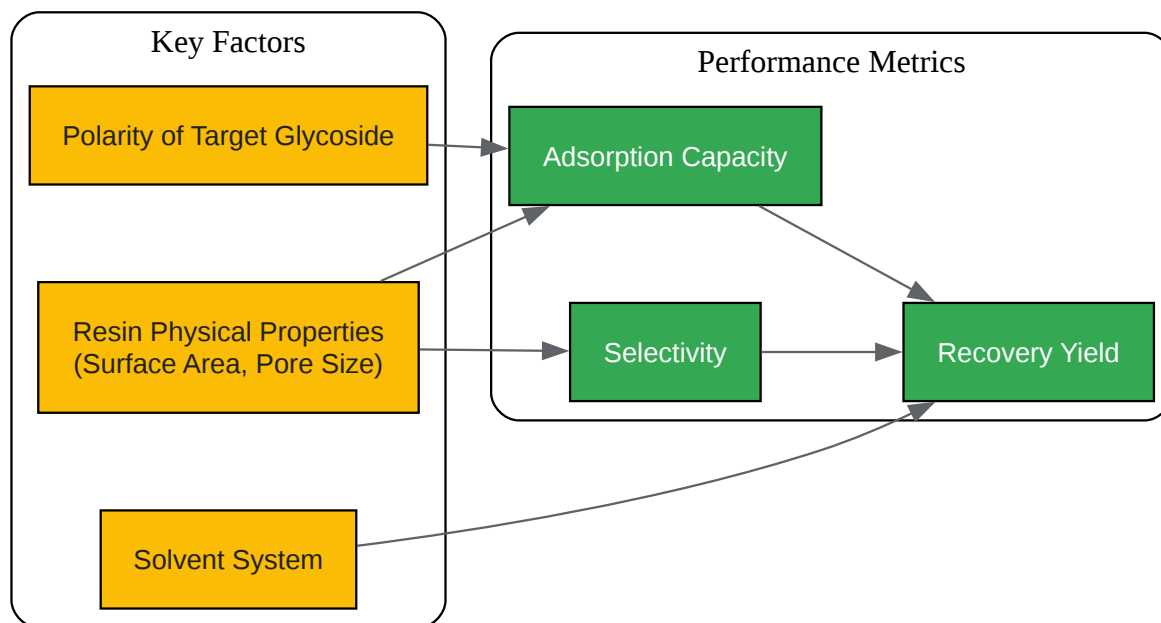 Key Factors
Polarity of Target Glycoside
Resin Physical Properties
(Surface Area, Pore Size)
Solvent System
Performance Metrics
Adsorption Capacity
Selectivity
Recovery Yield